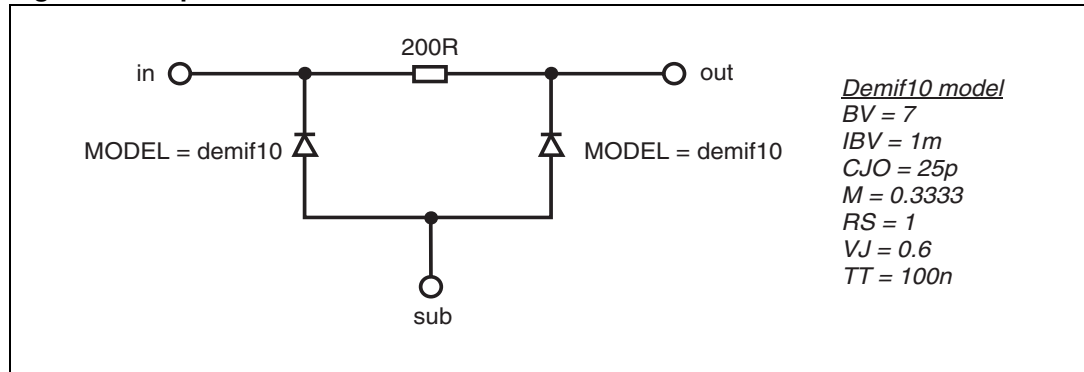 200R
in
out
MODEL = demif10
MODEL = demif10
sub
Demif10 model
BV = 7
IBV = 1m
CJO = 25p
M = 0.3333
RS = 1
VJ = 0.6
TT = 100n